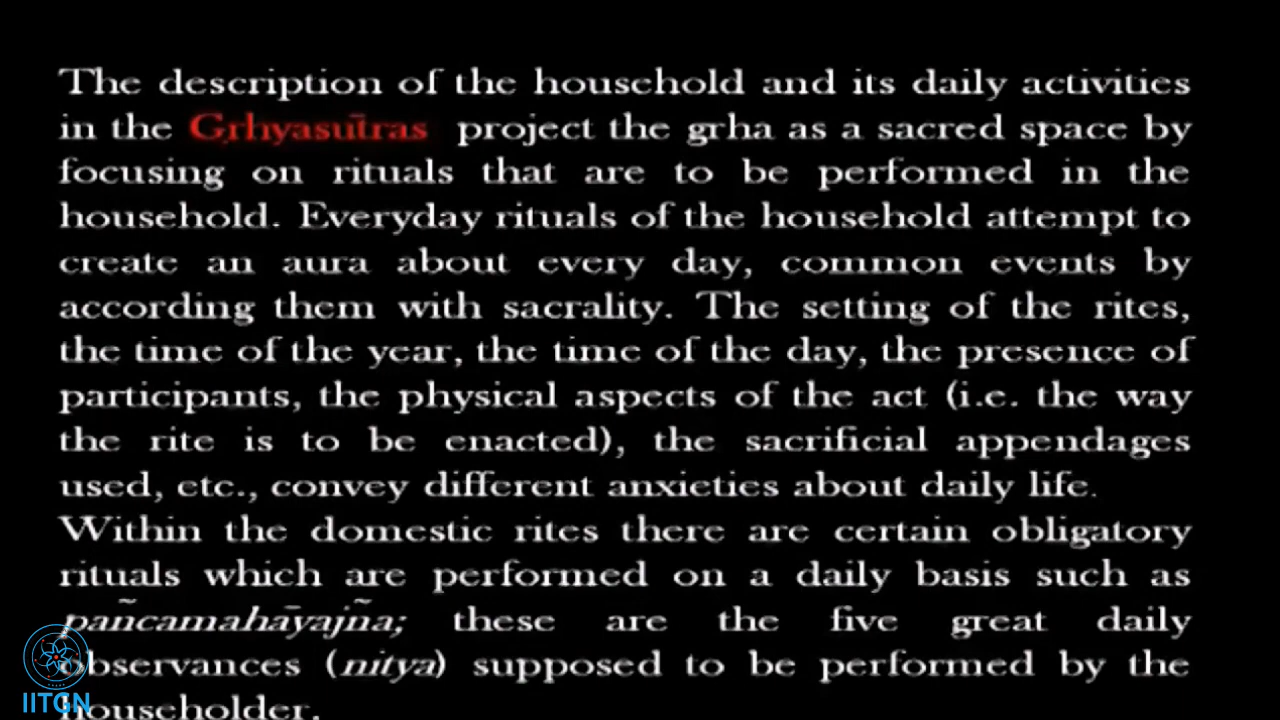 The description of the household and its daily activities
in the Gṛhyasūtras project the grha as a sacred space by
focusing on rituals that are to be performed in the
household. Everyday rituals of the household attempt to
create an aura about every day, common events by
according them with sacrality. The setting of the rites,
the time of the year, the time of the day, the presence of
participants, the physical aspects of the act (i.e. the way
the rite is to be enacted), the sacrificial appendages
used, etc., convey different anxieties about daily life.
Within the domestic rites there are certain obligatory
rituals which are performed on a daily basis such as
pañcamahāyajña; these are the five great daily
observances (nitya) supposed to be performed by the
householder.
IITGN